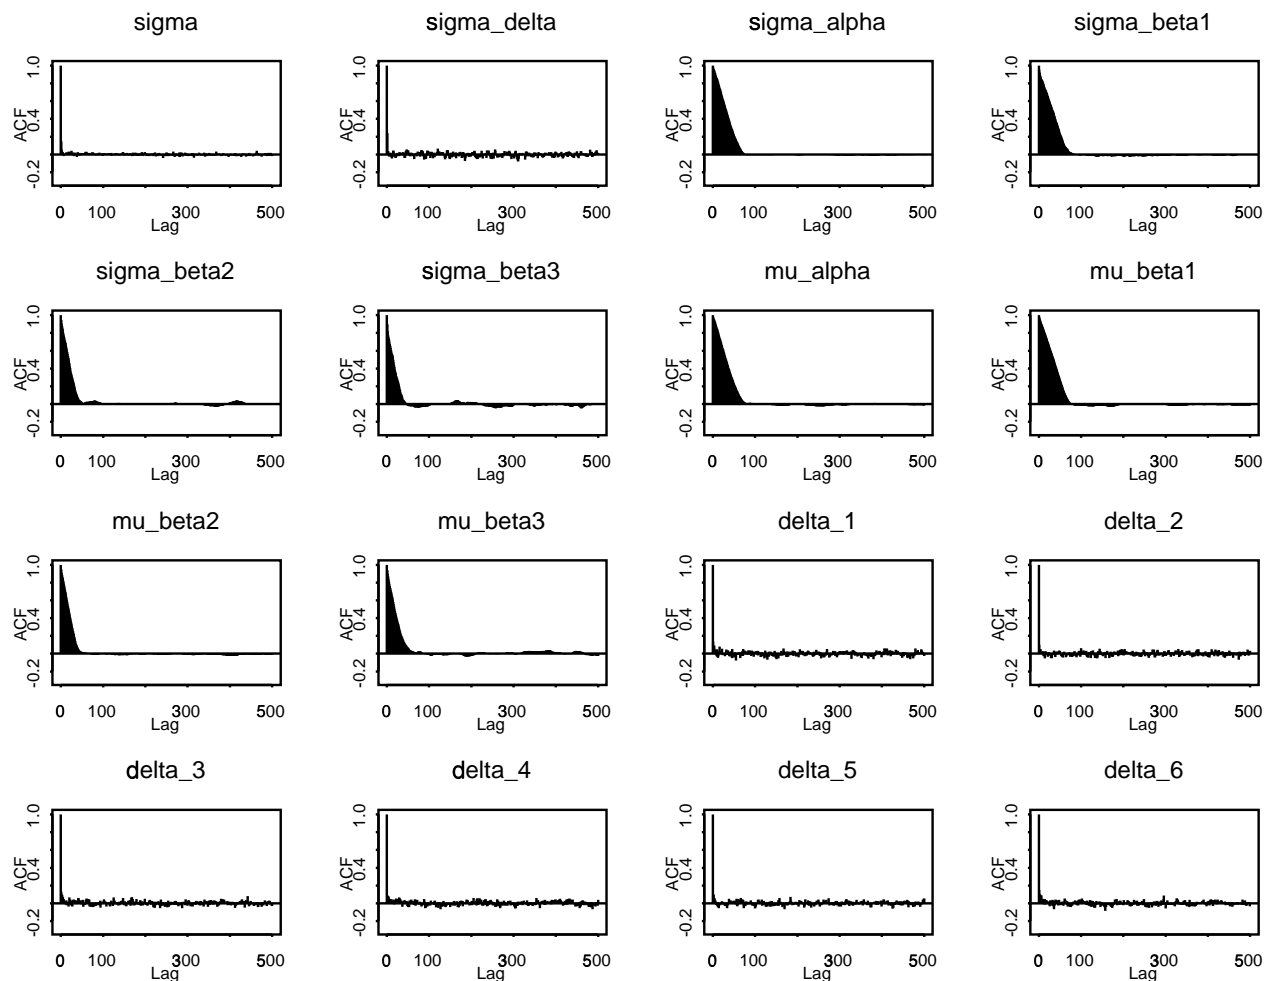 sigma sigma_delta sigma_alpha sigma_beta1
ACF -0.2 0.4 1.0 ACF -0.2 0.4 1.0 ACF -0.2 0.4 1.0 ACF -0.2 0.4 1.0
0 100 300 500 0 100 300 500 0 100 300 500 0 100 300 500
Lag Lag Lag Lag
sigma_beta2 sigma_beta3 mu_alpha mu_beta1
ACF -0.2 0.4 1.0 ACF -0.2 0.4 1.0 ACF -0.2 0.4 1.0 ACF -0.2 0.4 1.0
0 100 300 500 0 100 300 500 0 100 300 500 0 100 300 500
Lag Lag Lag Lag
mu_beta2 mu_beta3 delta_1 delta_2
ACF -0.2 0.4 1.0 ACF -0.2 0.4 1.0 ACF -0.2 0.4 1.0 ACF -0.2 0.4 1.0
0 100 300 500 0 100 300 500 0 100 300 500 0 100 300 500
Lag Lag Lag Lag
delta_3 delta_4 delta_5 delta_6
ACF -0.2 0.4 1.0 ACF -0.2 0.4 1.0 ACF -0.2 0.4 1.0 ACF -0.2 0.4 1.0
0 100 300 500 0 100 300 500 0 100 300 500 0 100 300 500
Lag Lag Lag Lag